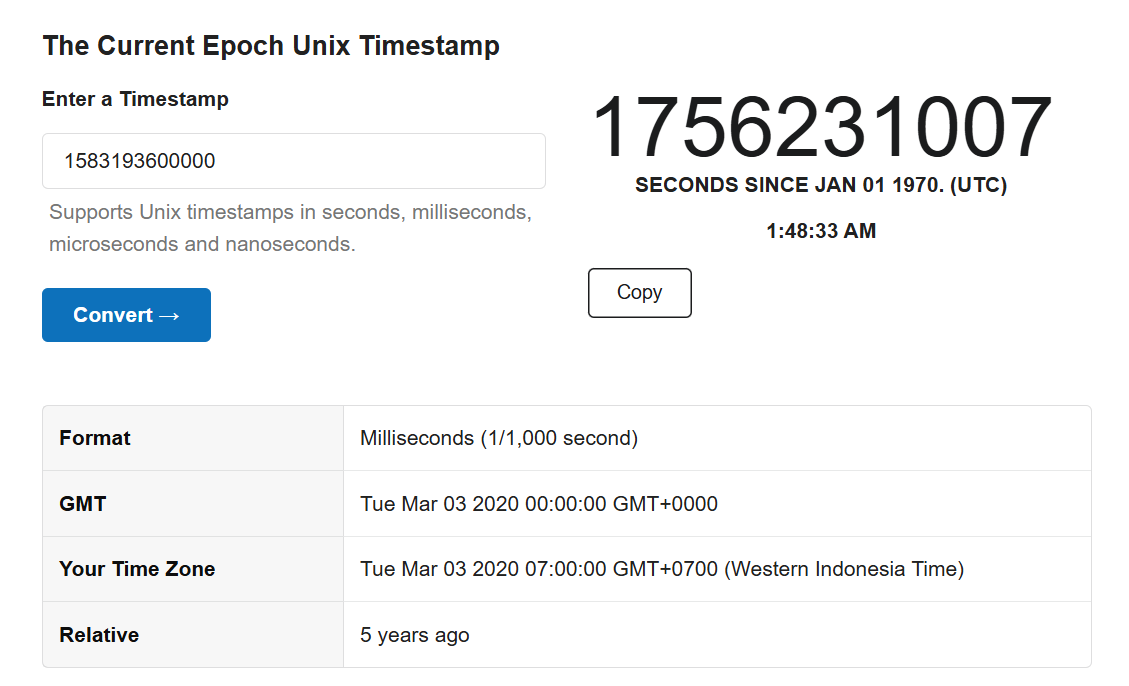 The Current Epoch Unix Timestamp
Enter a Timestamp
1583193600000
Supports Unix timestamps in seconds, milliseconds,
microseconds and nanoseconds.
Convert →
1756231007
SECONDS SINCE JAN 01 1970. (UTC)
1:48:33 AM
Copy
Format Milliseconds (1/1,000 second)
GMT Tue Mar 03 2020 00:00:00 GMT+0000
Your Time Zone Tue Mar 03 2020 07:00:00 GMT+0700 (Western Indonesia Time)
Relative 5 years ago